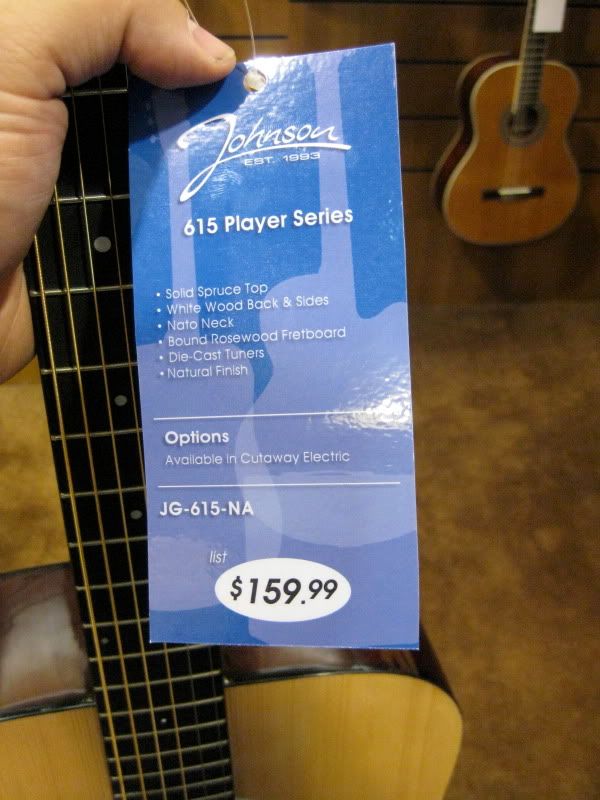 Johnson
EST. 1993
615 Player Series
• Solid Spruce Top
• White Wood Back & Sides
• Nato Neck
• Bound Rosewood Fretboard
• Die-Cast Tuners
• Natural Finish
Options
Available in Cutaway Electric
JG-615-NA
list
$159.99